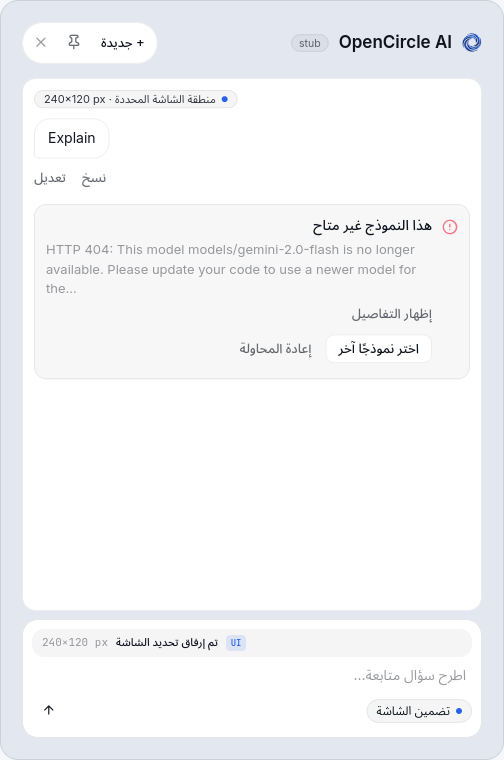 OpenCircle AI
stub
+ جديدة
منطقة الشاشة المحددة · 240×120 px
Explain
نسخ
تعديل
هذا النموذج غير متاح
HTTP 404: This model models/gemini-2.0-flash is no longer
available. Please update your code to use a newer model for
the...
إظهار التفاصيل
اختر نموذجًا آخر
إعادة المحاولة
UI تم إرفاق تحديد الشاشة 240×120 px
اطرح سؤال متابعة...
تضمين الشاشة